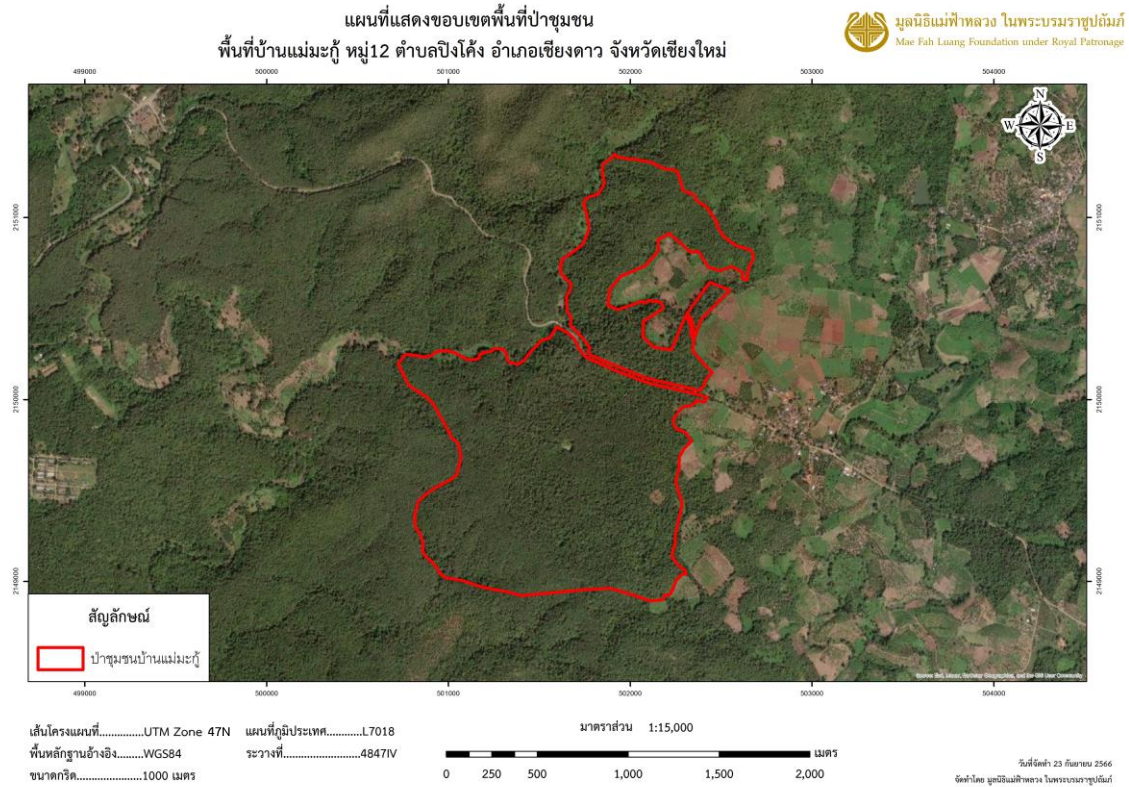 แผนที่แสดงขอบเขตพื้นที่ป่าชุมชน
พื้นที่บ้านแม่มะกู้ หมู่12 ตำบลปิงโค้ง อำเภอเชียงดาว จังหวัดเชียงใหม่
มูลนิธิแม่ฟ้าหลวง ในพระบรมราชูปถัมภ์
Mae Fah Luang Foundation under Royal Patronage
499000 500000 501000 502000 503000 504000
N
W E
S
2151000 2151000
2150000 2150000
2149000 2149000
สัญลักษณ์
ป่าชุมชนบ้านแม่มะกู้
499000 500000 501000 502000 503000 504000
เส้นโครงแผนที่...............UTM Zone 47N แผนที่ภูมิประเทศ...........L7018
พื้นหลักฐานอ้างอิง.........WGS84 ระวางที่.........................4847IV
ขนาดกริด.....................1000 เมตร
มาตราส่วน 1:15,000
เมตร
0 250 500 1,000 1,500 2,000
วันที่จัดทำ 23 กันยายน 2566
จัดทำโดย มูลนิธิแม่ฟ้าหลวง ในพระบรมราชูปถัมภ์